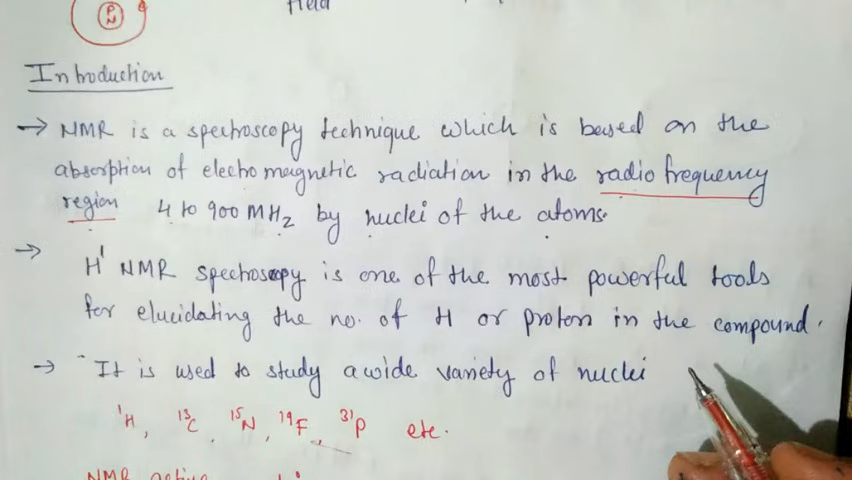 P
N
field
Introduction
→ NMR is a spectroscopy technique which is based on the
absorption of electromagnetic radiation in the radio frequency
region 4 to 900 MHz by nuclei of the atoms.
→ H¹ NMR spectroscopy is one of the most powerful tools
for elucidating the no. of H or proton in the compound.
→ It is used to study a wide variety of nuclei
¹H, ¹³C, ¹⁵N, ¹⁹F, ³¹P etc.
NMR active